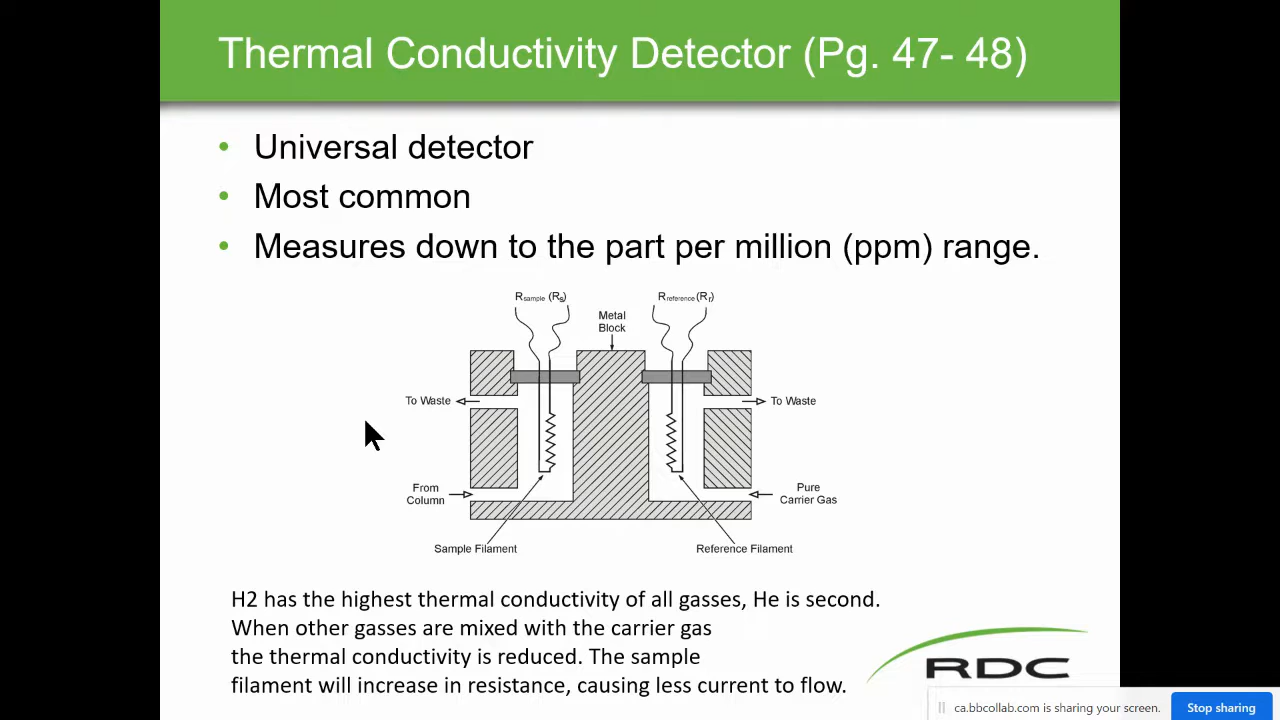 Thermal Conductivity Detector (Pg. 47- 48)
• Universal detector
• Most common
• Measures down to the part per million (ppm) range.
Rsample (Rs)
Rreference (Rr)
Metal
Block
To Waste
To Waste
From
Column
Pure
Carrier Gas
Sample Filament
Reference Filament
H2 has the highest thermal conductivity of all gasses, He is second.
When other gasses are mixed with the carrier gas
the thermal conductivity is reduced. The sample
filament will increase in resistance, causing less current to flow.
RDC
ca.bbcollab.com is sharing your screen.
Stop sharing